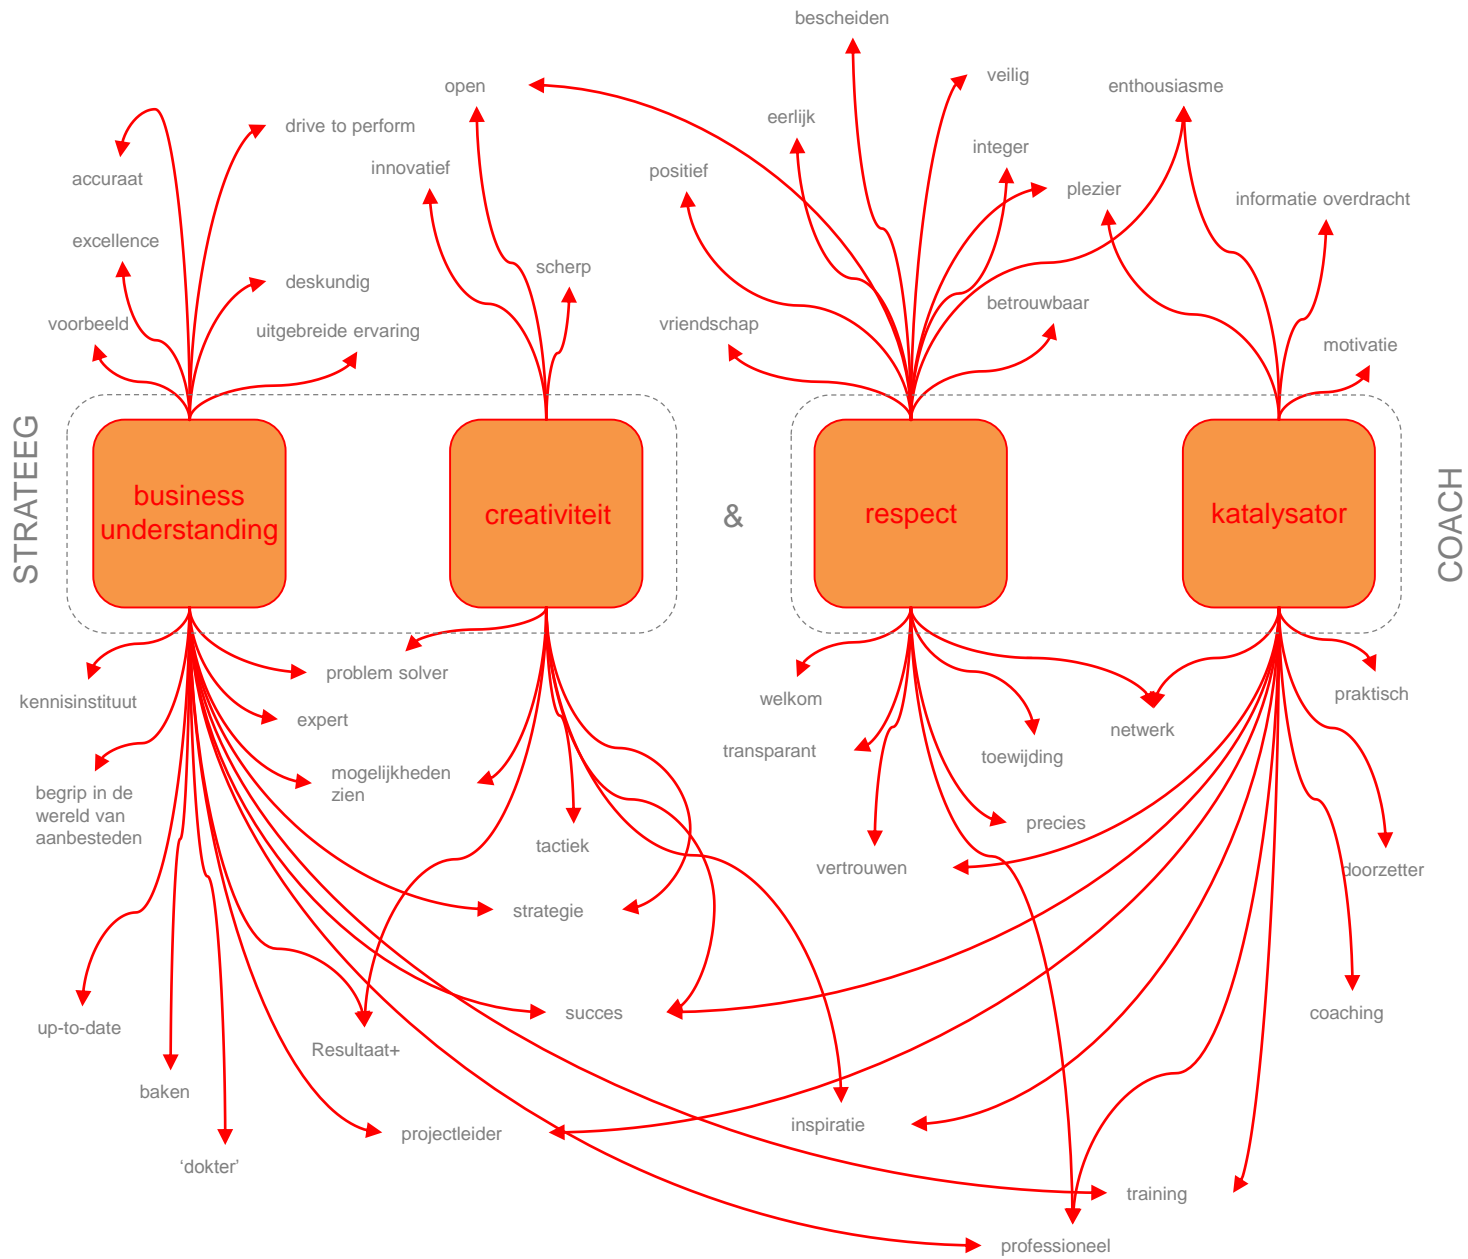 bescheiden
open
veilig
enthousiasme
drive to perform
eerlijk
integer
accuraat
innovatief
positief
plezier
informatie overdracht
excellence
scherp
deskundig
betrouwbaar
voorbeeld
uitgebreide ervaring
vriendschap
motivatie
STRATEEG
business
understanding
creativiteit
&
respect
katalysator
COACH
kennisinstituut
problem solver
welkom
praktisch
expert
netwerk
transparant
toewijding
begrip in de
wereld van
aanbesteden
mogelijkheden
zien
tactiek
precies
vertrouwen
doorzetter
strategie
up-to-date
succes
coaching
Resultaat+
baken
projectleider
inspiratie
‘dokter’
training
professioneel